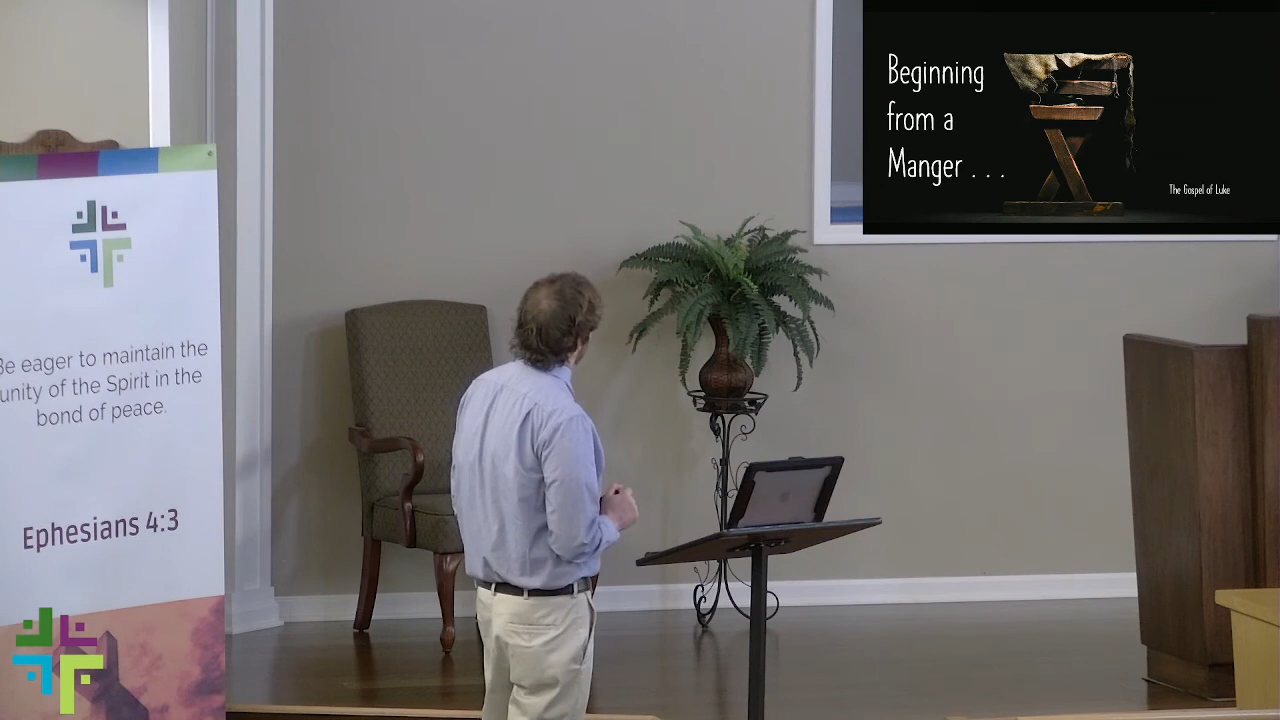 Be eager to maintain the
unity of the Spirit in the
bond of peace.
Ephesians 4:3
Beginning
from a
Manger . . .
The Gospel of Luke